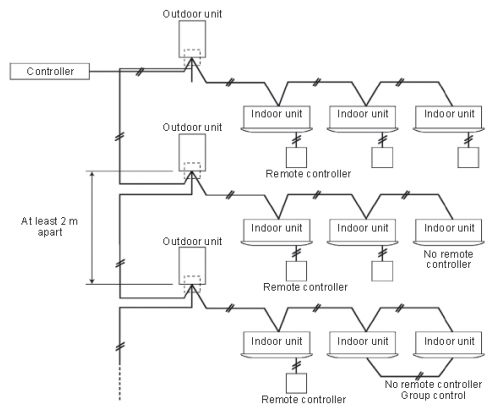 Outdoor unit
Controller
Indoor unit
Indoor unit
Indoor unit
Outdoor unit
Remote controller
At least 2 m
apart
Indoor unit
Indoor unit
Indoor unit
Outdoor unit
No remote
controller
Remote controller
Indoor unit
Indoor unit
Indoor unit
Remote controller
No remote controller
Group control